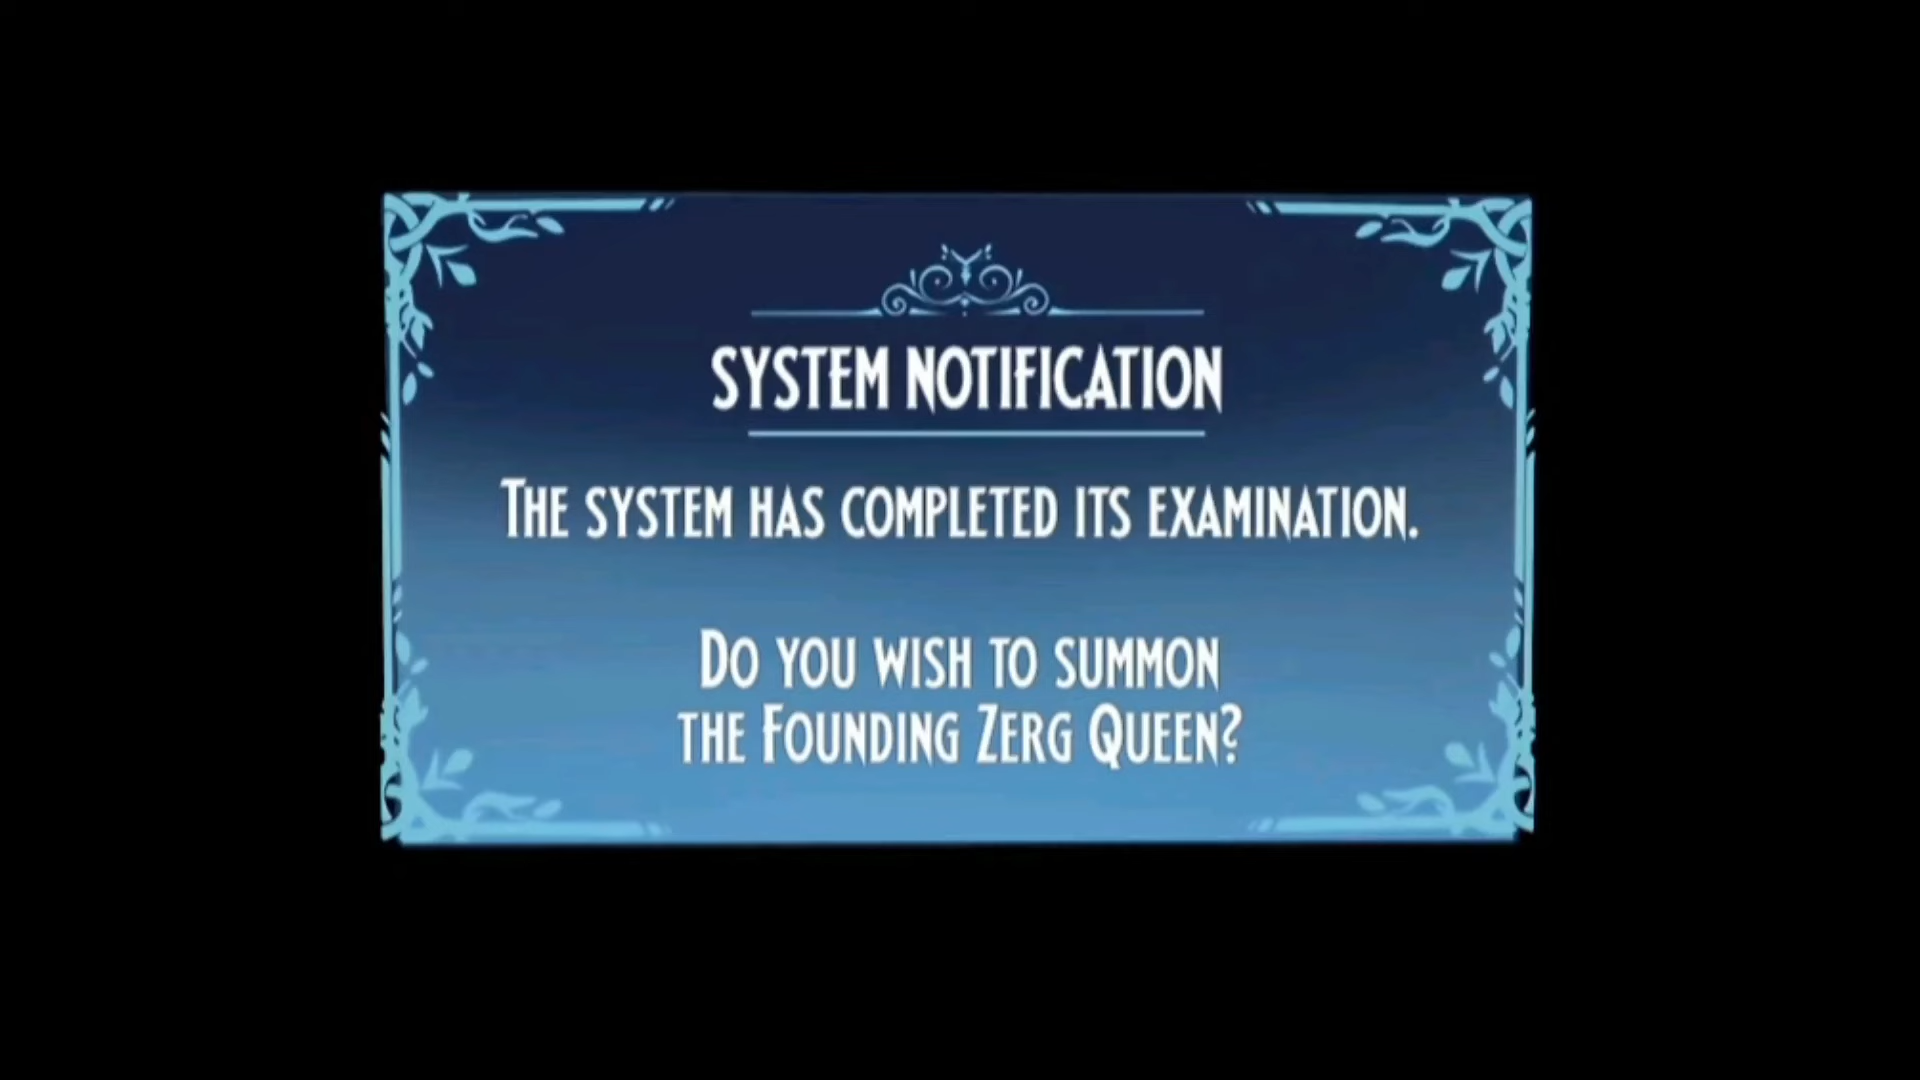 SYSTEM NOTIFICATION
THE SYSTEM HAS COMPLETED ITS EXAMINATION.
DO YOU WISH TO SUMMON
THE FOUNDING ZERG QUEEN?